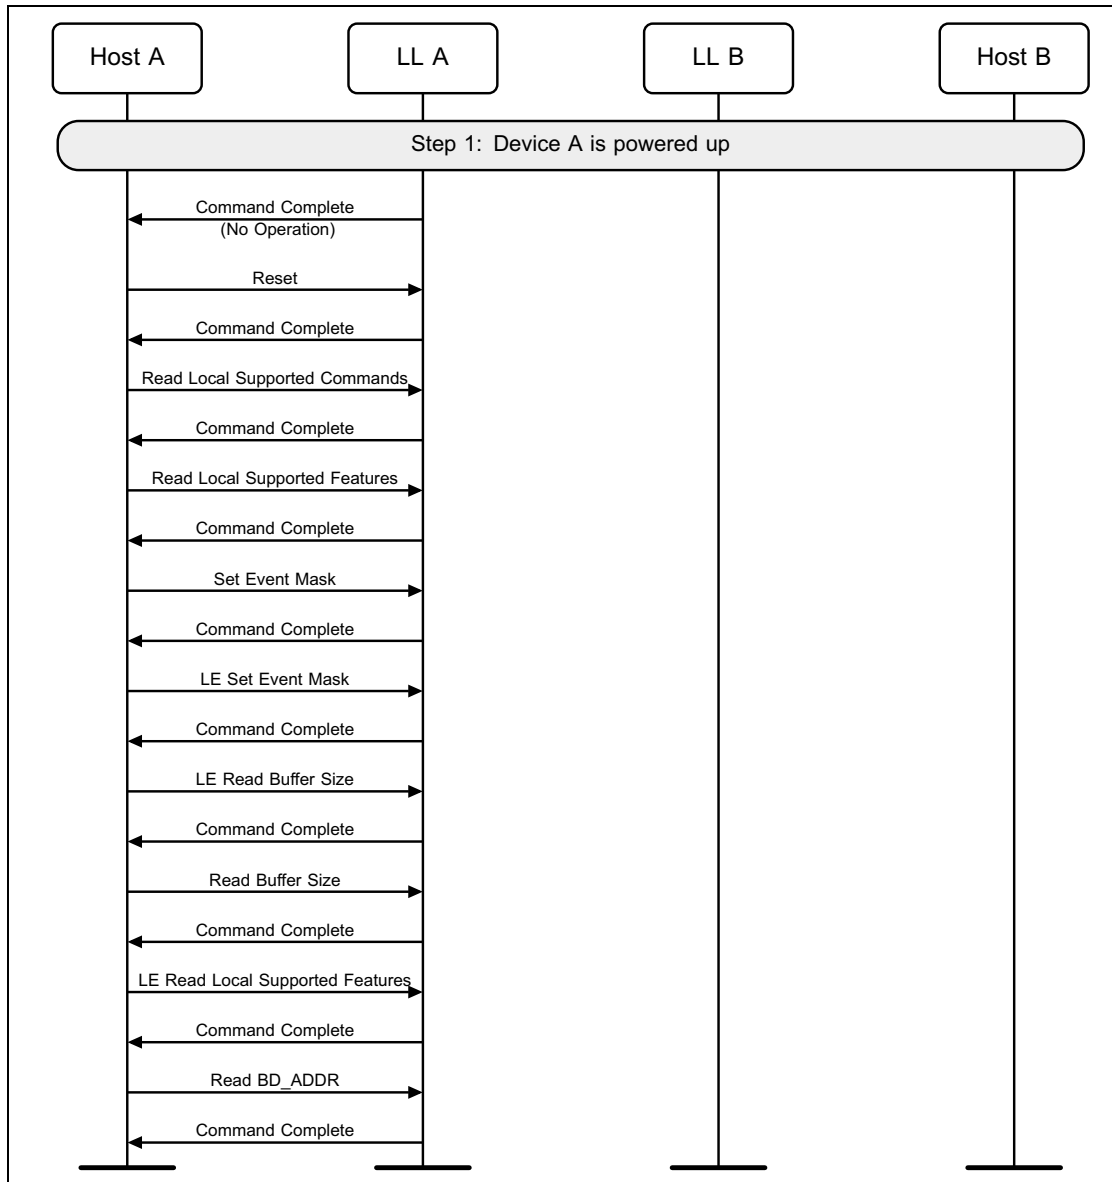 Host A
LL A
LL B
Host B
Step 1: Device A is powered up
Command Complete
(No Operation)
Reset
Command Complete
Read Local Supported Commands
Command Complete
Read Local Supported Features
Command Complete
Set Event Mask
Command Complete
LE Set Event Mask
Command Complete
LE Read Buffer Size
Command Complete
Read Buffer Size
Command Complete
LE Read Local Supported Features
Command Complete
Read BD_ADDR
Command Complete